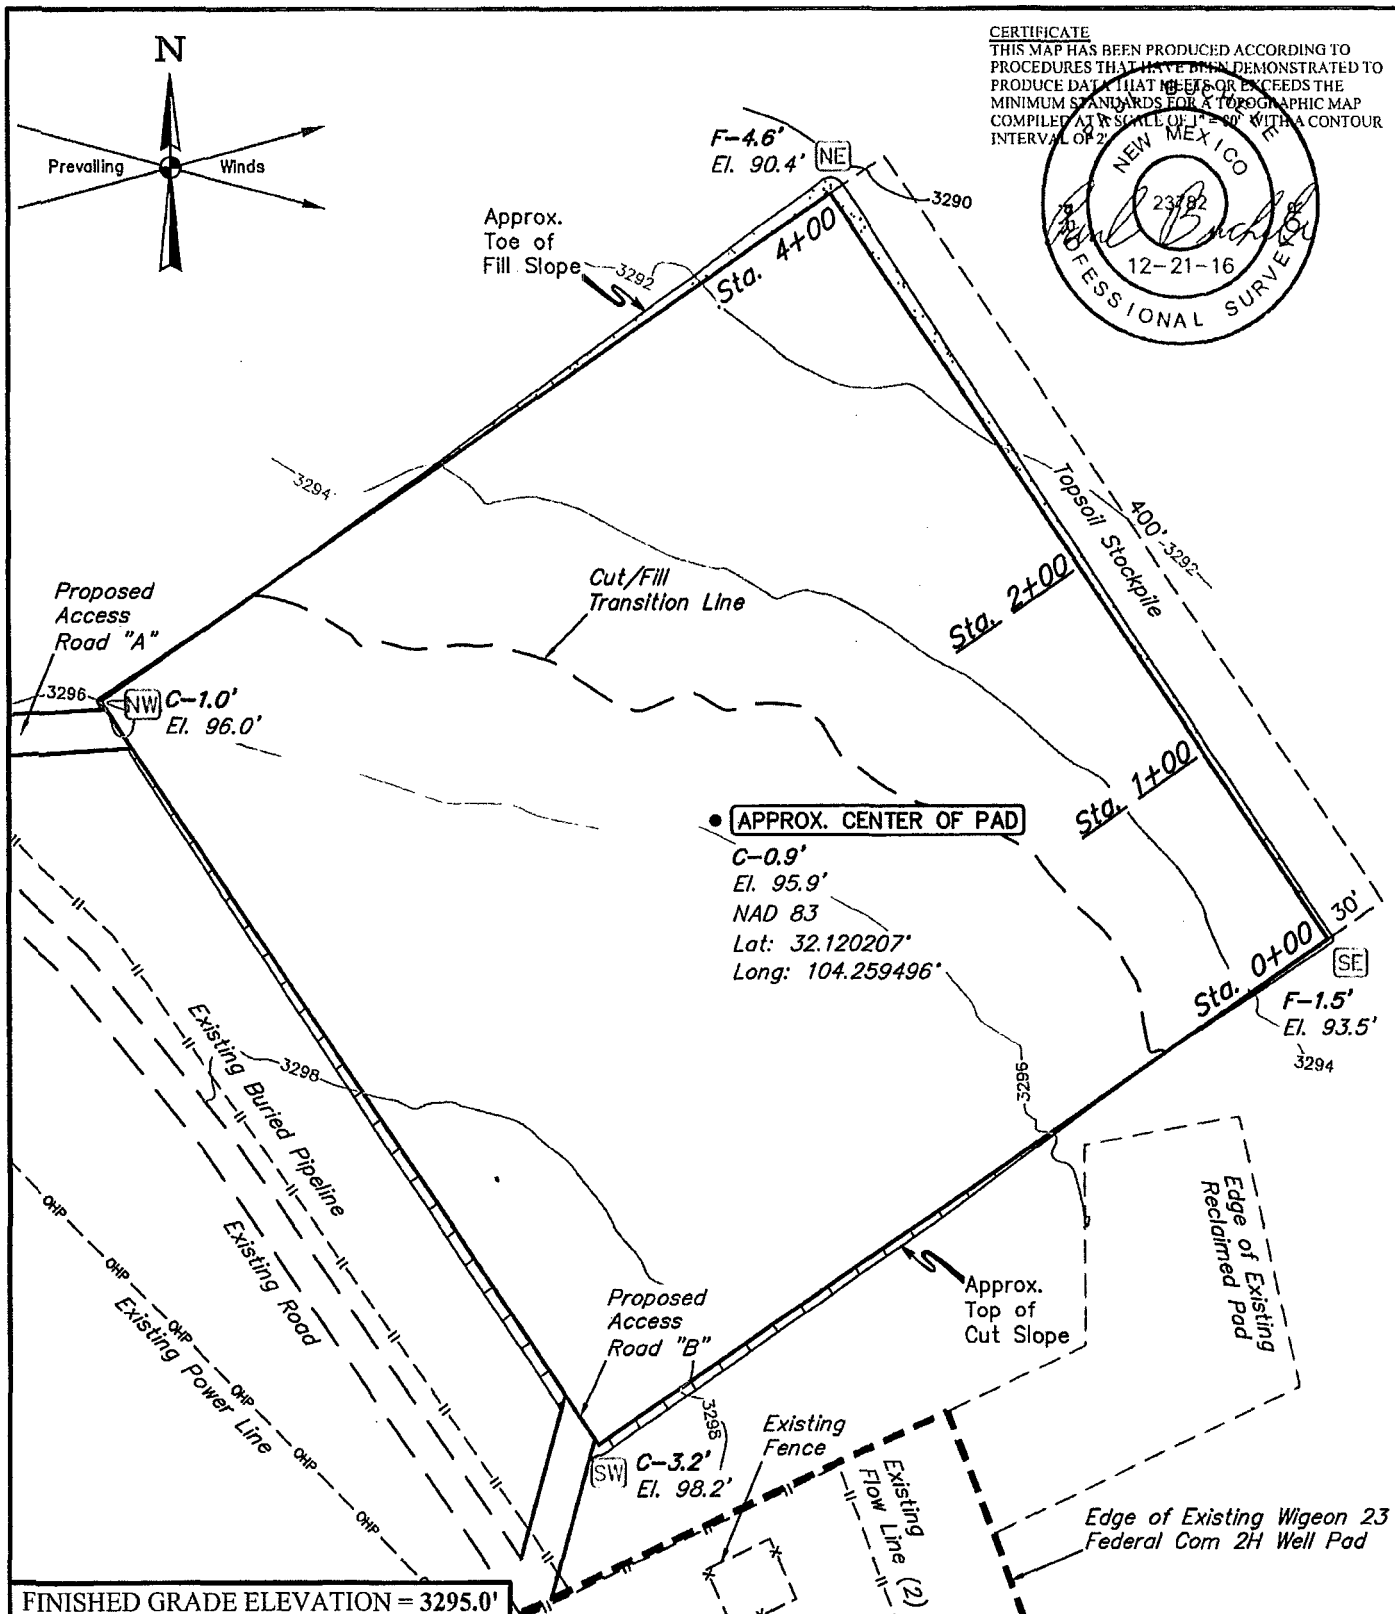 CERTIFICATE
THIS MAP HAS BEEN PRODUCED ACCORDING TO
PROCEDURES THAT HAVE BEEN DEMONSTRATED TO
PRODUCE DATA THAT MEETS OR EXCEEDS THE
MINIMUM STANDARDS FOR A TOPOGRAPHIC MAP
COMPILED AT A SCALE OF 1" = 60' WITH A CONTOUR
INTERVAL OF 2'
PAUL BUCHELE
NEW MEXICO
23782
12-21-16
PROFESSIONAL SURVEYOR
N
Prevailing Winds
F-4.6'
El. 90.4'
NE
3290
Approx.
Toe of
Fill Slope
3292
Sta. 4+00
3294
Topsoil Stockpile
400'
3292
Cut/Fill
Transition Line
Sta. 2+00
Proposed
Access
Road "A"
3296
NW
C-1.0'
El. 96.0'
Sta. 1+00
APPROX. CENTER OF PAD
C-0.9'
El. 95.9'
NAD 83
Lat: 32.120207°
Long: 104.259496°
30'
Sta. 0+00
SE
F-1.5'
El. 93.5'
3294
Existing Buried Pipeline
3298
3296
Edge of Existing
Reclaimed Pad
OHP
Existing Road
OHP
Existing Power Line
OHP
OHP
OHP
Proposed
Access
Road "B"
Approx.
Top of
Cut Slope
3298
Existing
Fence
SW
C-3.2'
El. 98.2'
Existing
Flow Line (2)
Edge of Existing Wigeon 23
Federal Com 2H Well Pad
FINISHED GRADE ELEVATION = 3295.0'